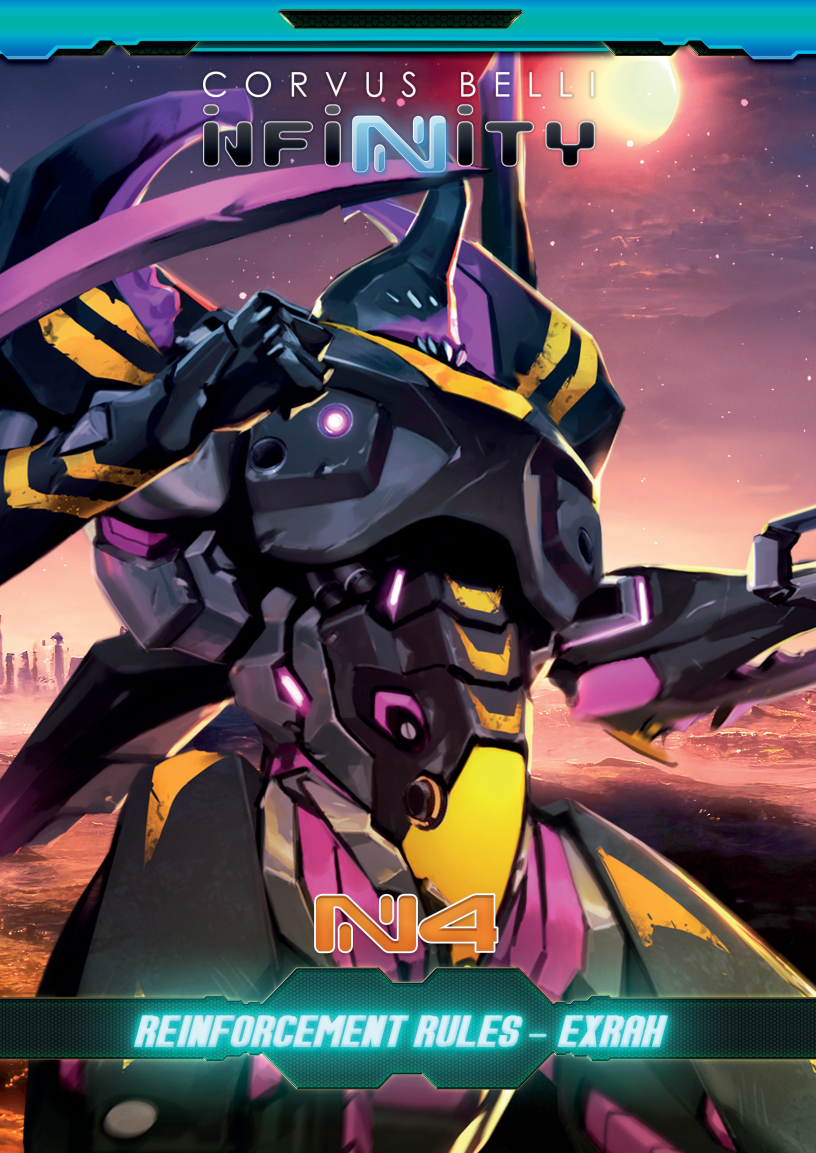 CORVUS BELLI
iNFiNiTY
N4
REINFORCEMENT RULES – EXRAH